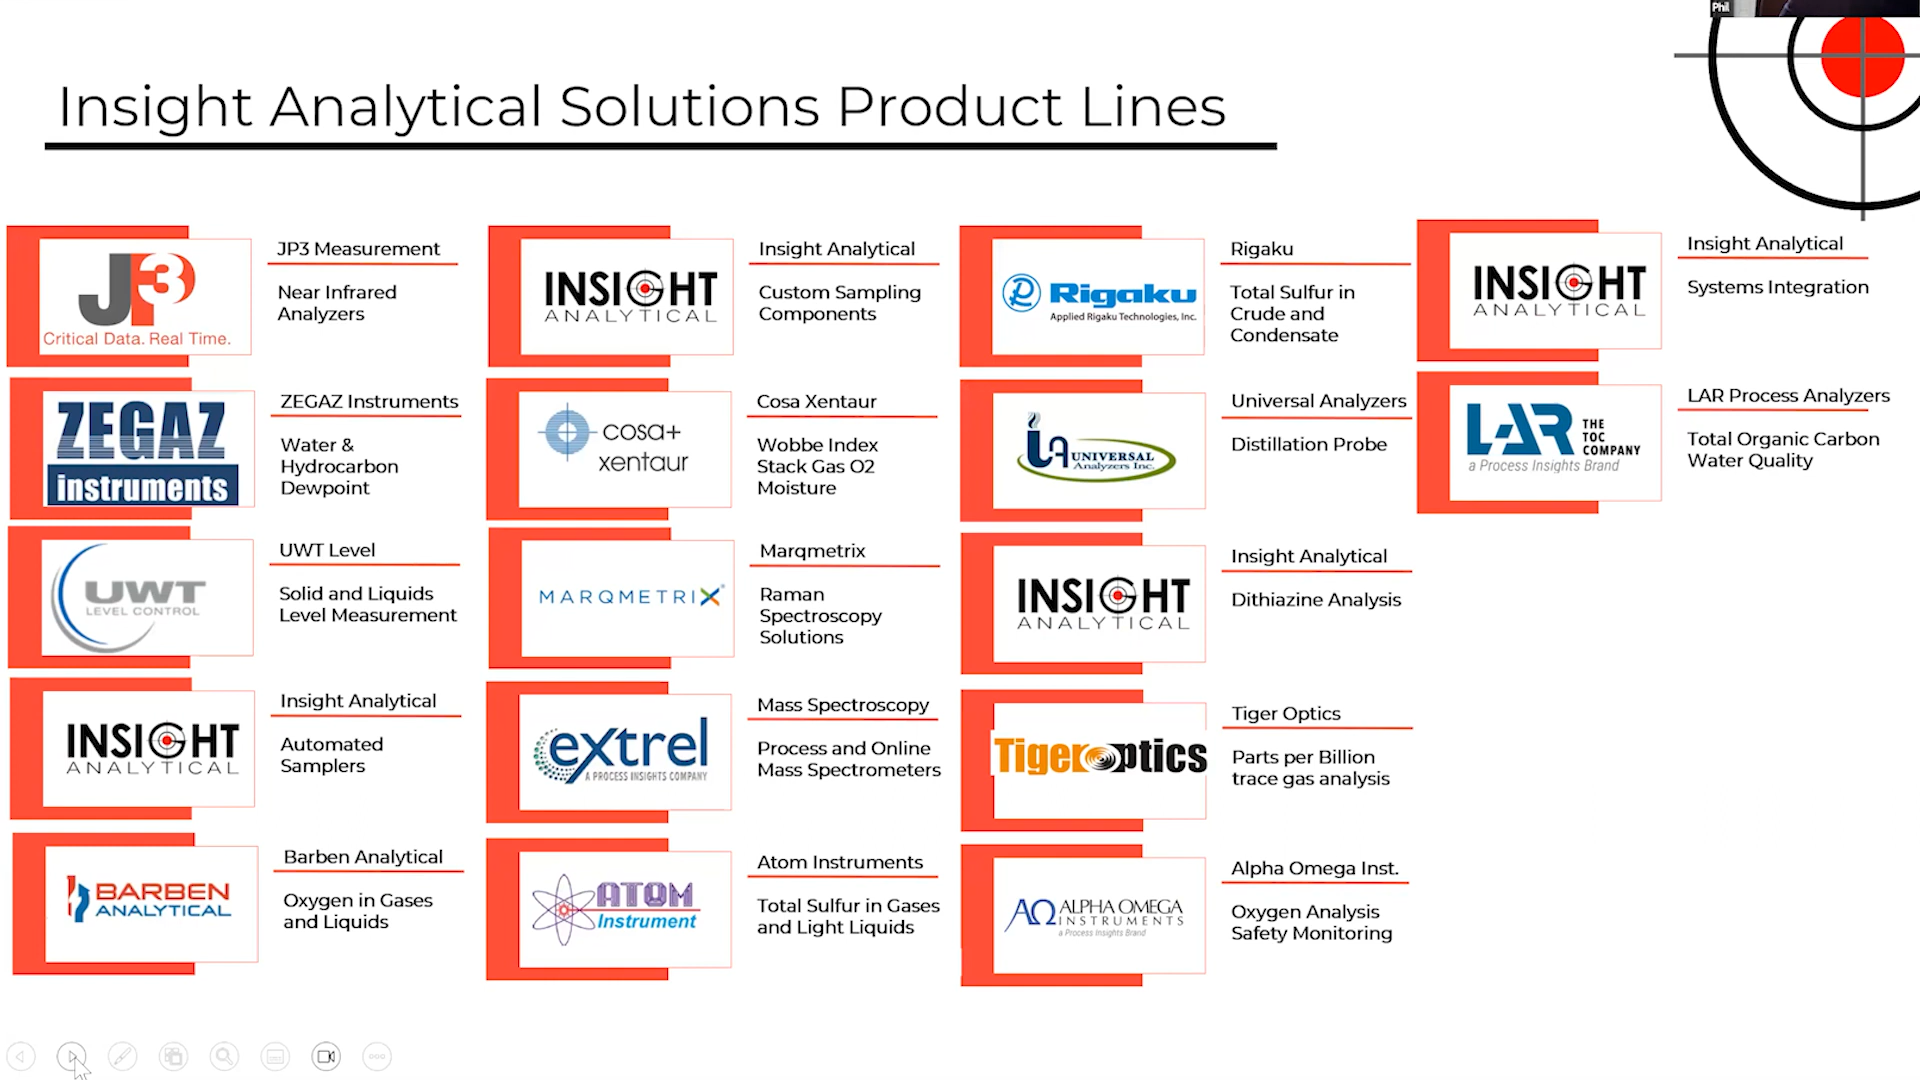 Phil
Insight Analytical Solutions Product Lines
JP3
Critical Data. Real Time.
JP3 Measurement
Near Infrared
Analyzers
ZEGAZ
instruments
ZEGAZ Instruments
Water &
Hydrocarbon
Dewpoint
UWT
LEVEL CONTROL
UWT Level
Solid and Liquids
Level Measurement
INSIGHT
ANALYTICAL
Insight Analytical
Automated
Samplers
BARBEN
ANALYTICAL
Barben Analytical
Oxygen in Gases
and Liquids
INSIGHT
ANALYTICAL
Insight Analytical
Custom Sampling
Components
cosa+
xentaur
Cosa Xentaur
Wobbe Index
Stack Gas O2
Moisture
MARQMETRIX
Marqmetrix
Raman
Spectroscopy
Solutions
extrel
A PROCESS INSIGHTS COMPANY
Mass Spectroscopy
Process and Online
Mass Spectrometers
ATOM
Instrument
Atom Instruments
Total Sulfur in Gases
and Light Liquids
R Rigaku
Applied Rigaku Technologies, Inc.
Rigaku
Total Sulfur in
Crude and
Condensate
UA UNIVERSAL
Analyzers Inc.
Universal Analyzers
Distillation Probe
INSIGHT
ANALYTICAL
Insight Analytical
Dithiazine Analysis
Tigeroptics
Tiger Optics
Parts per Billion
trace gas analysis
ΑΩ ALPHA OMEGA
INSTRUMENTS
a Process Insights Brand
Alpha Omega Inst.
Oxygen Analysis
Safety Monitoring
INSIGHT
ANALYTICAL
Insight Analytical
Systems Integration
LAR THE
TOC
COMPANY
a Process Insights Brand
LAR Process Analyzers
Total Organic Carbon
Water Quality